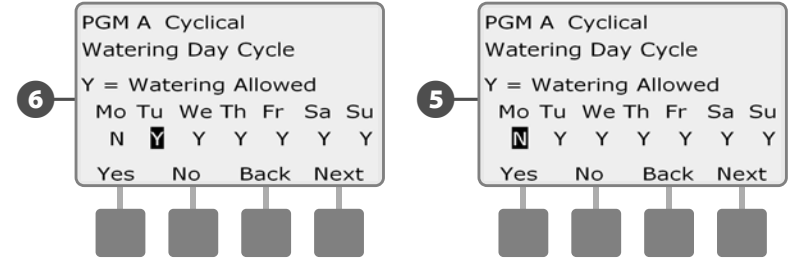 6
PGM A Cyclical
Watering Day Cycle
Y = Watering Allowed
Mo Tu We Th Fr Sa Su
N Y Y Y Y Y Y
Yes No Back Next
5
PGM A Cyclical
Watering Day Cycle
Y = Watering Allowed
Mo Tu We Th Fr Sa Su
N Y Y Y Y Y Y
Yes No Back Next